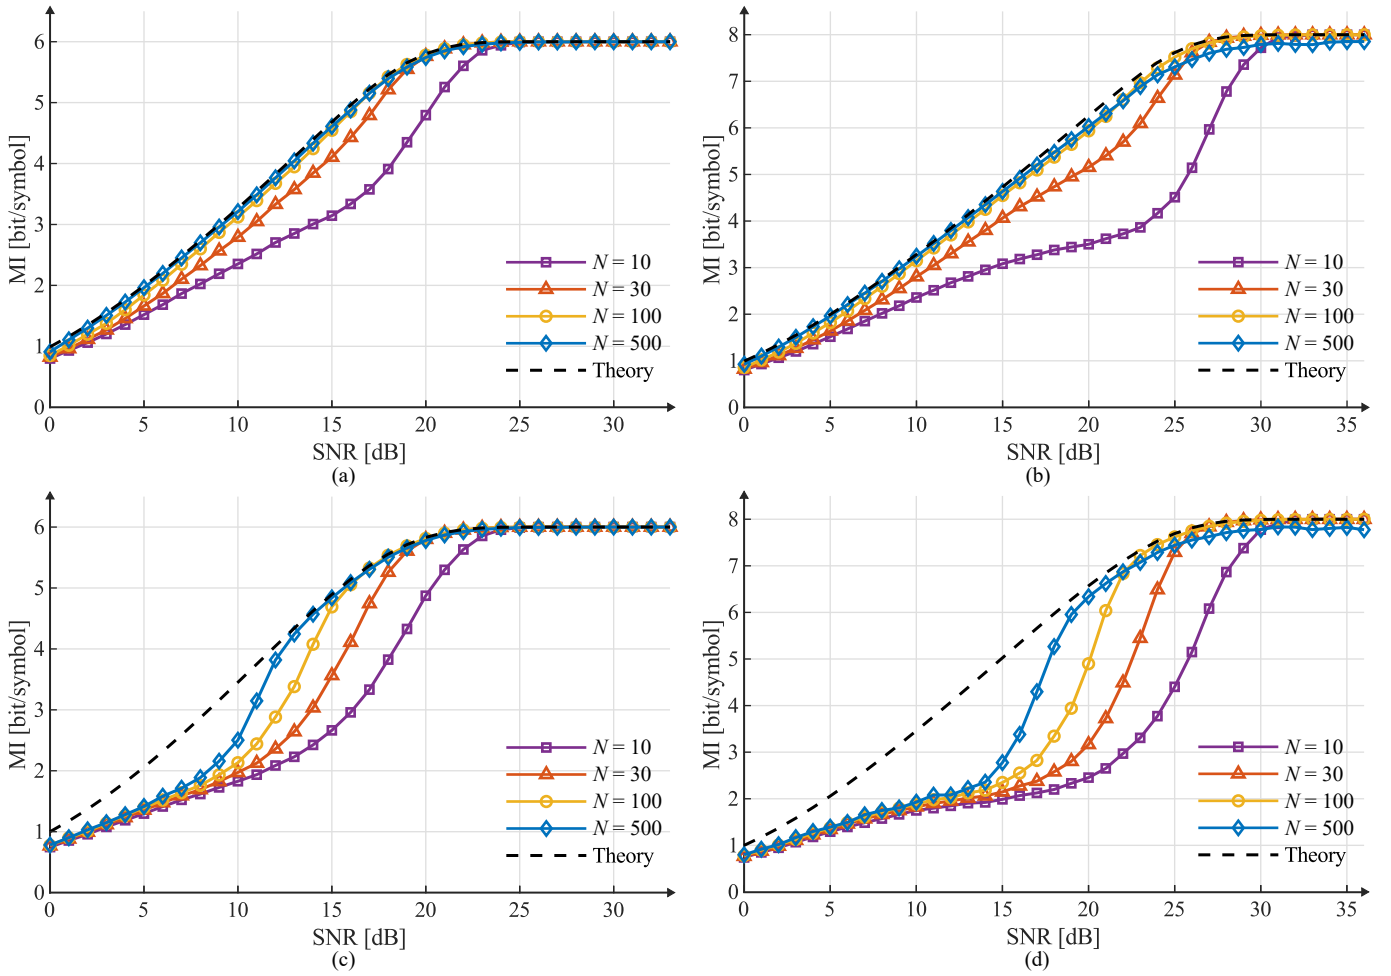 MI [bit/symbol]
6
5
4
3
2
1
0
N = 10
N = 30
N = 100
N = 500
Theory
0 5 10 15 20 25 30
SNR [dB]
(a)
MI [bit/symbol]
8
7
6
5
4
3
2
1
0
N = 10
N = 30
N = 100
N = 500
Theory
0 5 10 15 20 25 30 35
SNR [dB]
(b)
MI [bit/symbol]
6
5
4
3
2
1
0
N = 10
N = 30
N = 100
N = 500
Theory
0 5 10 15 20 25 30
SNR [dB]
(c)
MI [bit/symbol]
8
7
6
5
4
3
2
1
0
N = 10
N = 30
N = 100
N = 500
Theory
0 5 10 15 20 25 30 35
SNR [dB]
(d)